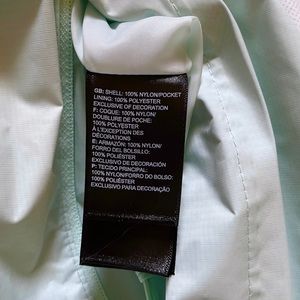 GB: SHELL: 100% NYLON/POCKET
LINING: 100% POLYESTER
EXCLUSIVE OF DECORATION
F: COQUE: 100% NYLON/
DOUBLURE DE POCHE:
100% POLYESTER
À L'EXCEPTION DES
DÉCORATIONS
E: ARMAZÓN: 100% NYLON/
FORRO DEL BOLSILLO:
100% POLIÉSTER
EXCLUSIVO DE DECORACIÓN
P: TECIDO PRINCIPAL:
100% NYLON/FORRO DO BOLSO:
100% POLIÉSTER
EXCLUSIVO PARA DECORAÇÃO